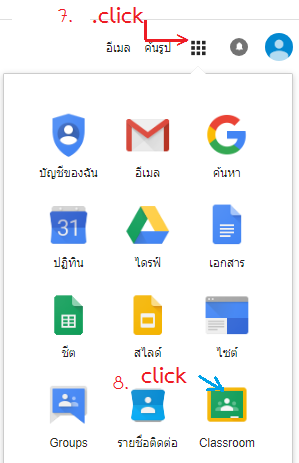 7. .click
อีเมล ค้นรูป
บัญชีของฉัน อีเมล ค้นหา
31
ปฏิทิน ไดรฟ์ เอกสาร
ชีต สไลด์ ไซต์
8. click
Groups รายชื่อติดต่อ Classroom